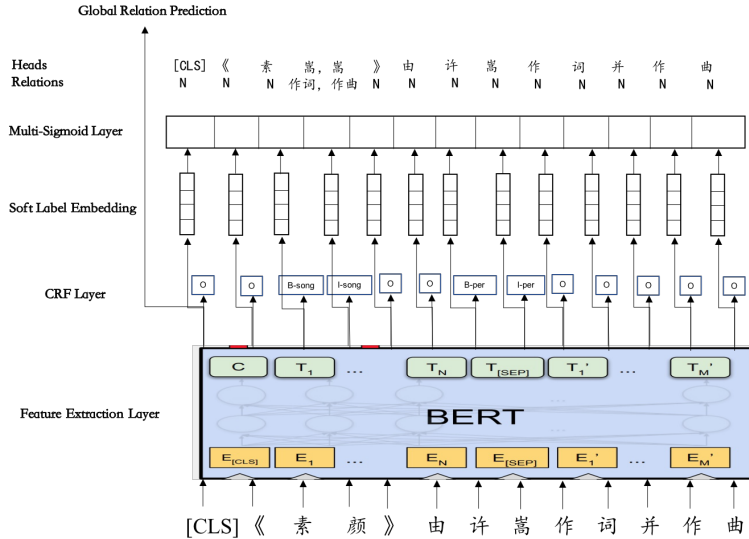 Global Relation Prediction
Heads [CLS] 《 素 嵩, 嵩 》 由 许 嵩 作 词 并 作 曲
Relations N N N 作词, 作曲 N N N N N N N N N
Multi-Sigmoid Layer
Soft Label Embedding
CRF Layer O O B-song I-song O O B-per I-per O O O O O
C T1 ... TN T[SEP] T1' ... TM'
Feature Extraction Layer BERT
E[CLS] E1 ... EN E[SEP] E1' ... EM'
[CLS] 《 素 颜 》 由 许 嵩 作 词 并 作 曲